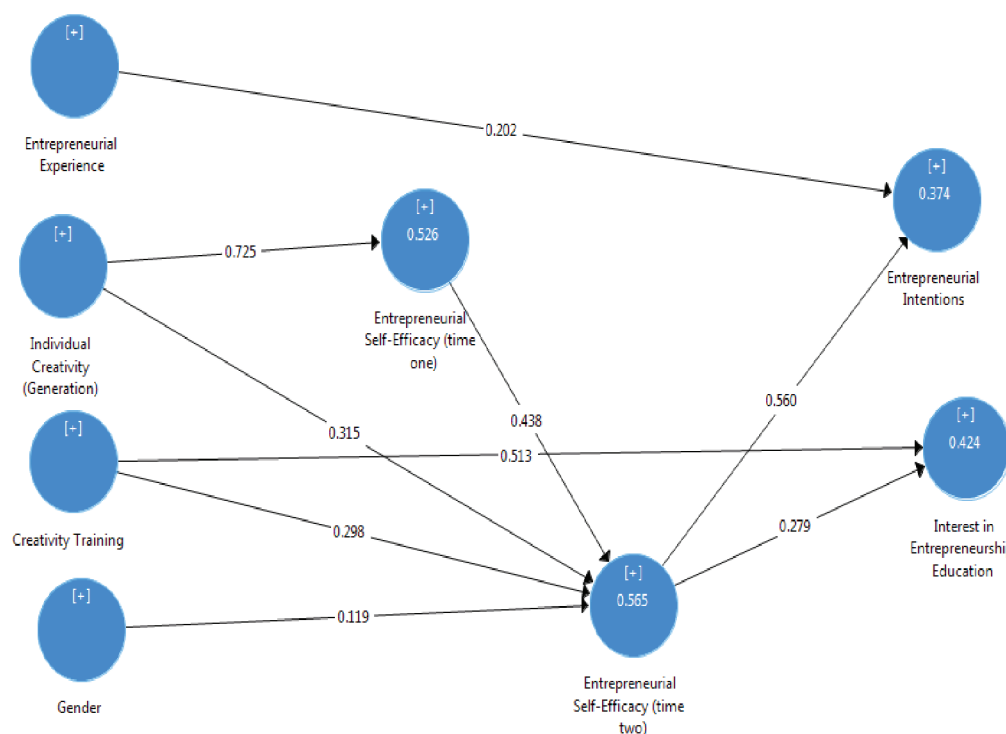 [+]
Entrepreneurial
Experience
0.202
[+]
0.374
Entrepreneurial
Intentions
[+]
Individual
Creativity
(Generation)
0.725
[+]
0.526
Entrepreneurial
Self-Efficacy (time
one)
0.315
0.438
0.560
[+]
Creativity Training
0.513
0.298
[+]
0.424
Interest in
Entrepreneurshi
Education
0.279
[+]
Gender
0.119
[+]
0.565
Entrepreneurial
Self-Efficacy (time
two)